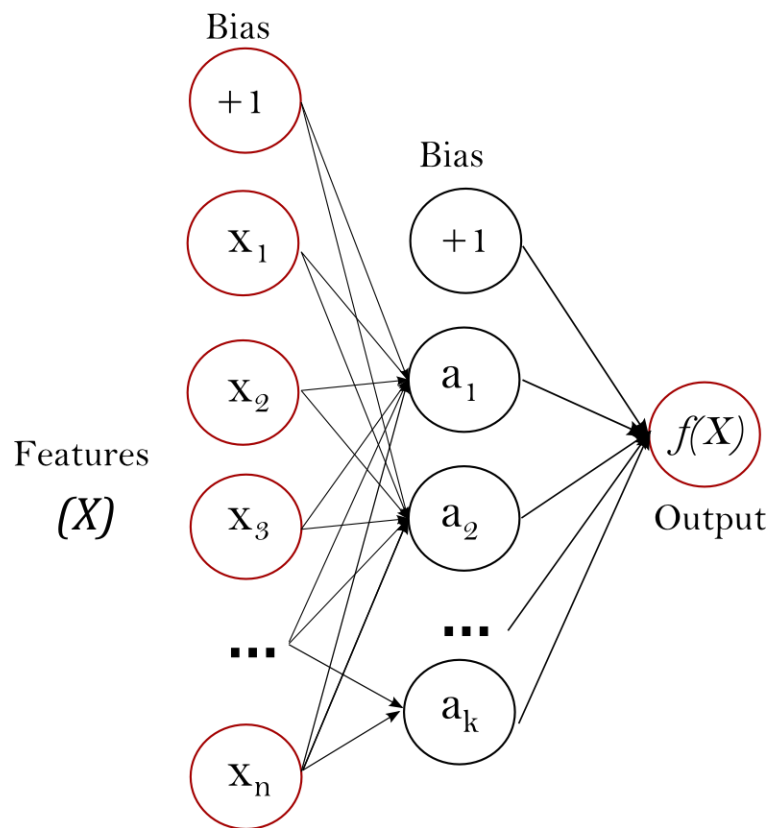 Bias
+1
x₁
x₂
x₃
...
xₙ
Features
(X)
Bias
+1
a₁
a₂
...
aₖ
f(X)
Output